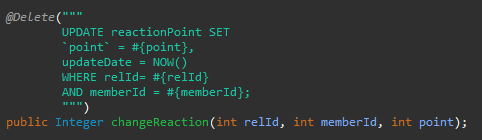 @Delete("""
UPDATE reactionPoint SET
`point` = #{point},
updateDate = NOW()
WHERE relId= #{relId}
AND memberId = #{memberId};
""")
public Integer changeReaction(int relId, int memberId, int point);